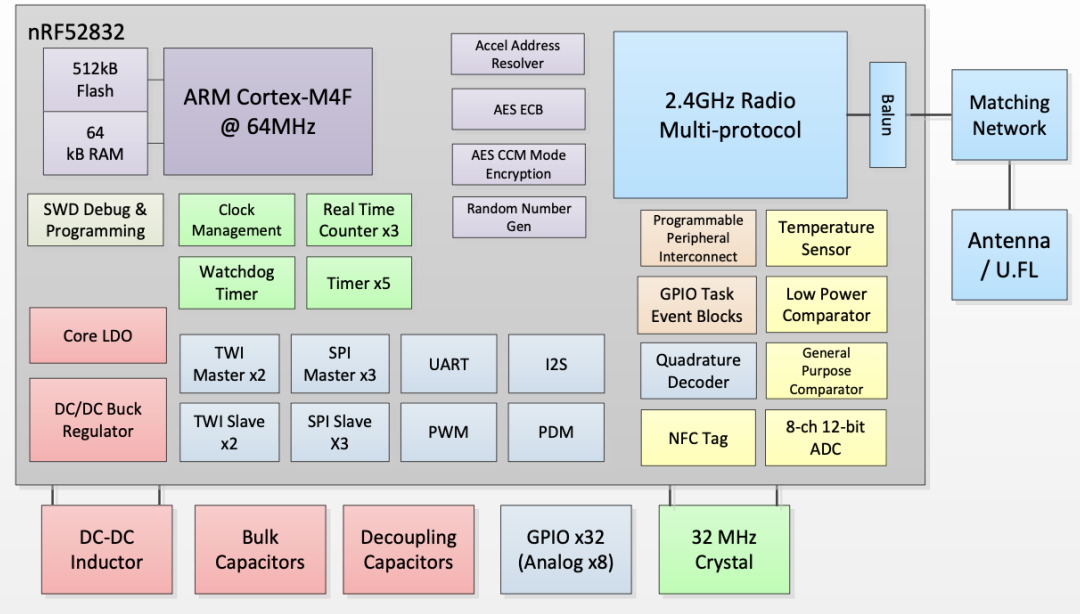 nRF52832
512kB
Flash
64
kB RAM
ARM Cortex-M4F
@ 64MHz
Accel Address
Resolver
AES ECB
AES CCM Mode
Encryption
Random Number
Gen
2.4GHz Radio
Multi-protocol
Balun
Matching
Network
Antenna
/ U.FL
SWD Debug &
Programming
Clock
Management
Real Time
Counter x3
Watchdog
Timer
Timer x5
Programmable
Peripheral
Interconnect
Temperature
Sensor
GPIO Task
Event Blocks
Low Power
Comparator
Core LDO
DC/DC Buck
Regulator
TWI
Master x2
SPI
Master x3
UART
I2S
Quadrature
Decoder
General
Purpose
Comparator
TWI Slave
x2
SPI Slave
X3
PWM
PDM
NFC Tag
8-ch 12-bit
ADC
DC-DC
Inductor
Bulk
Capacitors
Decoupling
Capacitors
GPIO x32
(Analog x8)
32 MHz
Crystal